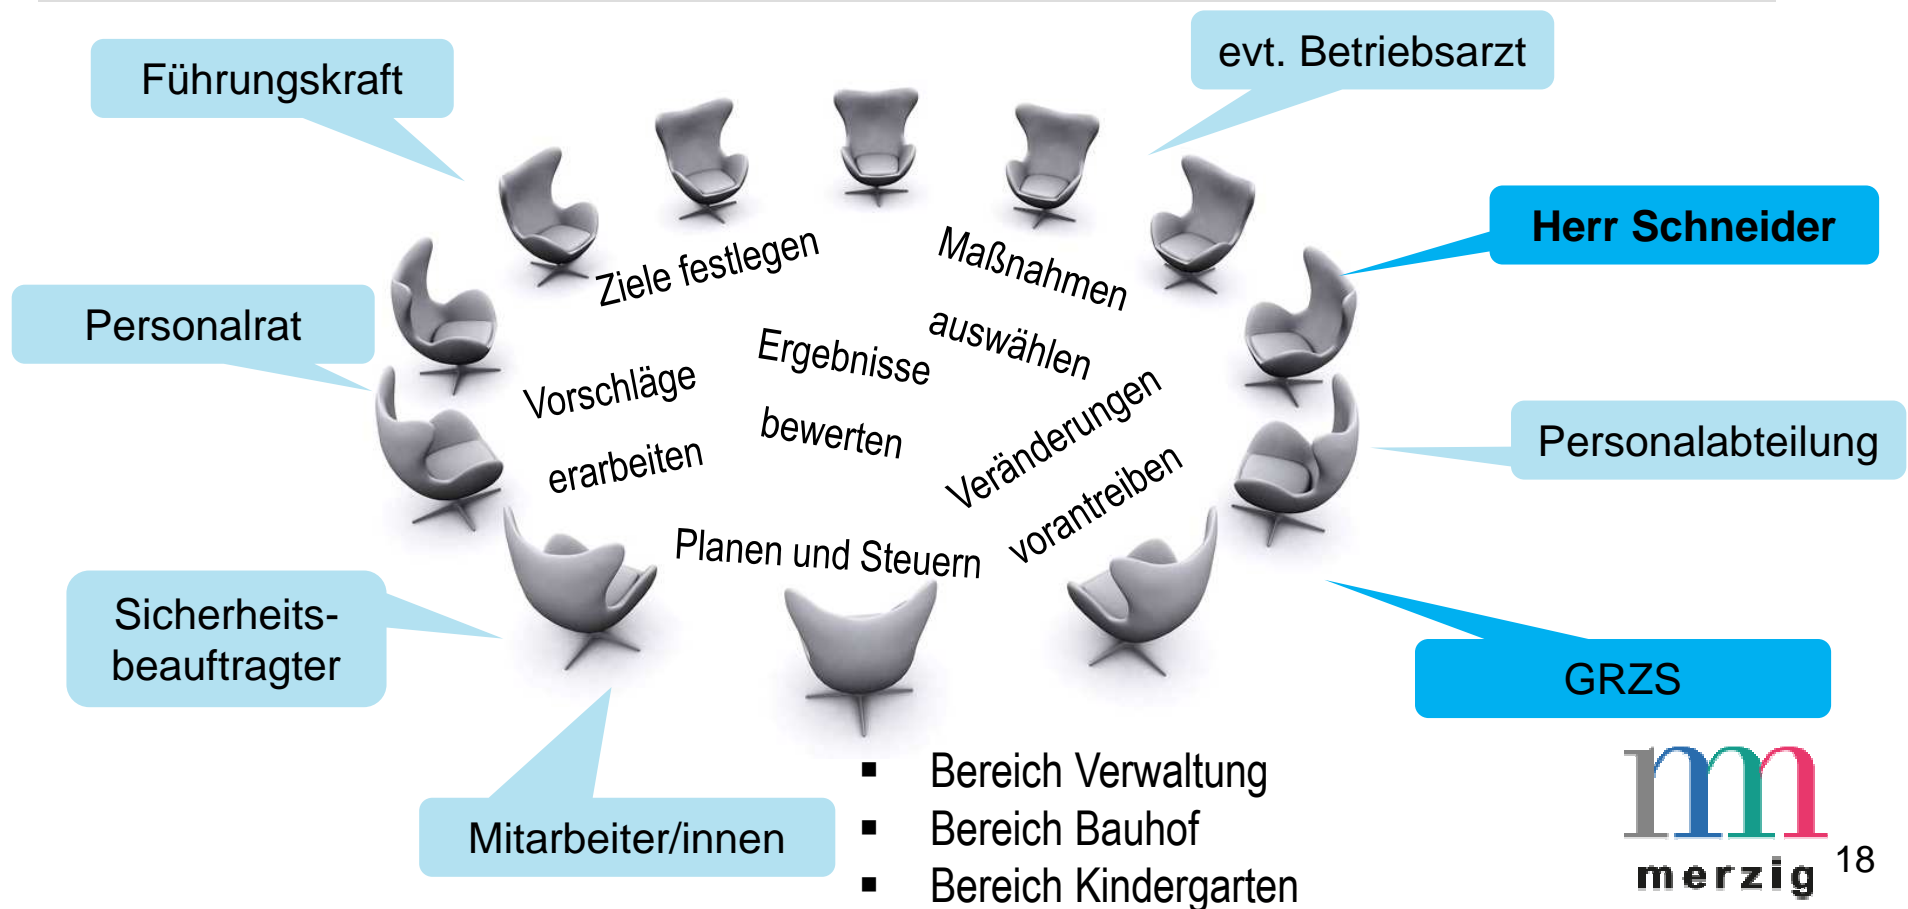 Führungskraft
evt. Betriebsarzt
Herr Schneider
Personalrat
Personalabteilung
Sicherheits-
beauftragter
GRZS
Mitarbeiter/innen
Ziele festlegen
Maßnahmen
auswählen
Ergebnisse
bewerten
Vorschläge
erarbeiten
Veränderungen
vorantreiben
Planen und Steuern
▪ Bereich Verwaltung
▪ Bereich Bauhof
▪ Bereich Kindergarten
merzig
18